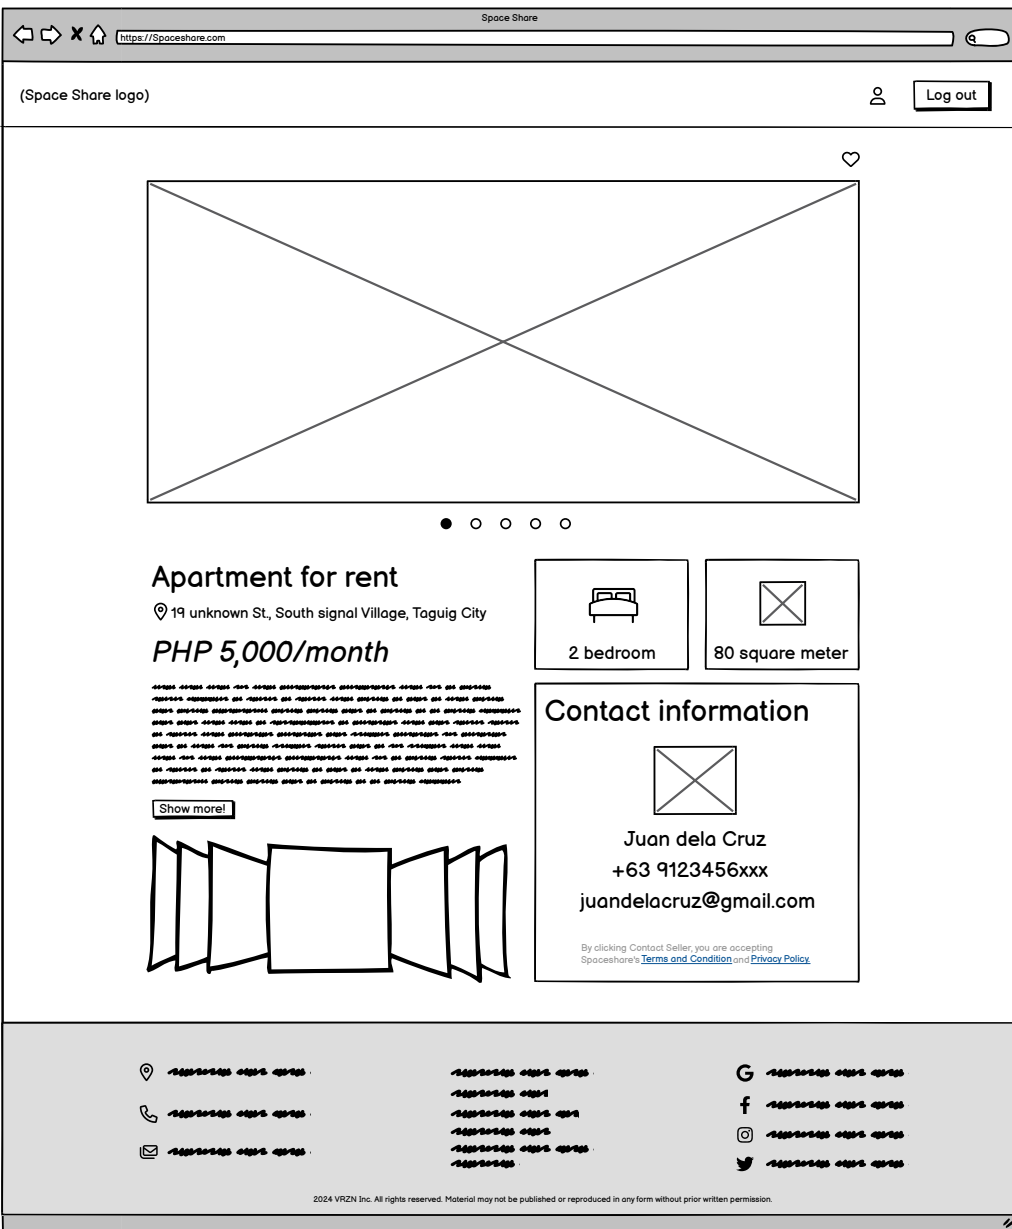 Space Share
https://Spaceshare.com
(Space Share logo)
Log out
Apartment for rent
19 unknown St., South signal Village, Taguig City
PHP 5,000/month
Show more!
2 bedroom
80 square meter
Contact information
Juan dela Cruz
+63 9123456xxx
juandelacruz@gmail.com
By clicking Contact Seller, you are accepting
Spaceshare's Terms and Condition and Privacy Policy.
2024 VRZN Inc. All rights reserved. Material may not be published or reproduced in any form without prior written permission.